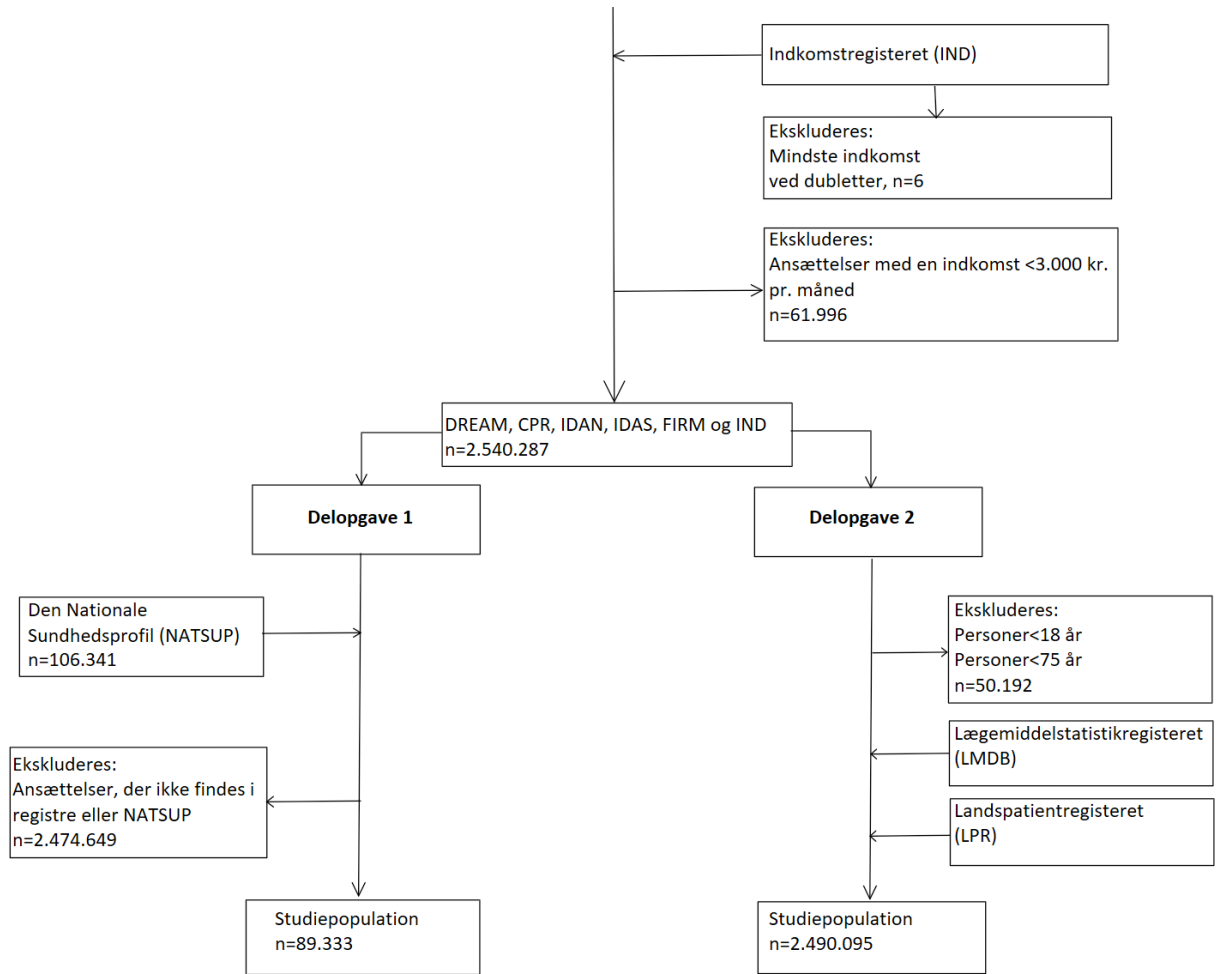 Indkomstregisteret (IND)
Ekskluderes:
Mindste indkomst
ved dubletter, n=6
Ekskluderes:
Ansættelser med en indkomst <3.000 kr.
pr. måned
n=61.996
DREAM, CPR, IDAN, IDAS, FIRM og IND
n=2.540.287
Delopgave 1
Delopgave 2
Den Nationale
Sundhedsprofil (NATSUP)
n=106.341
Ekskluderes:
Personer<18 år
Personer<75 år
n=50.192
Ekskluderes:
Ansættelser, der ikke findes i
registre eller NATSUP
n=2.474.649
Lægemiddelstatistikregisteret
(LMDB)
Landspatientregisteret
(LPR)
Studiepopulation
n=89.333
Studiepopulation
n=2.490.095